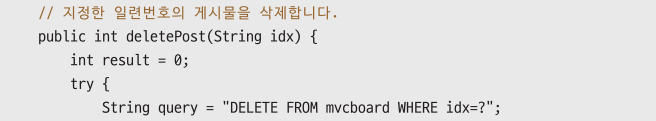 // 지정한 일련번호의 게시물을 삭제합니다.
public int deletePost(String idx) {
    int result = 0;
    try {
        String query = "DELETE FROM mvcboard WHERE idx=?";